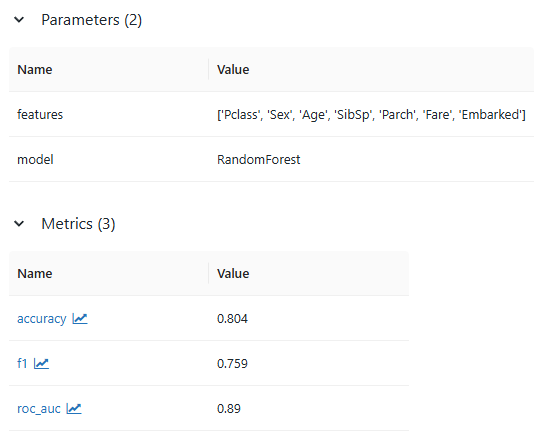 Parameters (2)
Name Value
features ['Pclass', 'Sex', 'Age', 'SibSp', 'Parch', 'Fare', 'Embarked']
model RandomForest
Metrics (3)
Name Value
accuracy 0.804
f1 0.759
roc_auc 0.89